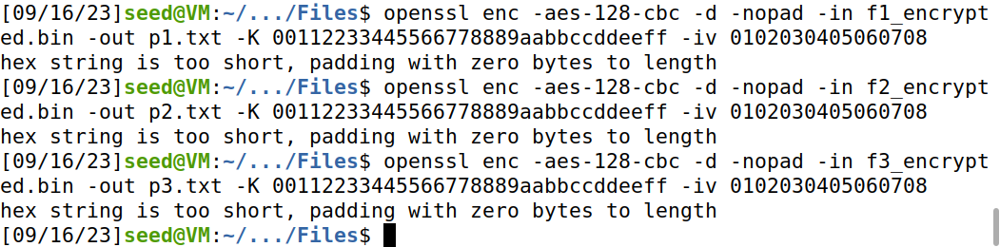 [09/16/23]seed@VM:~/.../Files$ openssl enc -aes-128-cbc -d -nopad -in f1_encrypt
ed.bin -out p1.txt -K 00112233445566778889aabbccddeeff -iv 0102030405060708
hex string is too short, padding with zero bytes to length
[09/16/23]seed@VM:~/.../Files$ openssl enc -aes-128-cbc -d -nopad -in f2_encrypt
ed.bin -out p2.txt -K 00112233445566778889aabbccddeeff -iv 0102030405060708
hex string is too short, padding with zero bytes to length
[09/16/23]seed@VM:~/.../Files$ openssl enc -aes-128-cbc -d -nopad -in f3_encrypt
ed.bin -out p3.txt -K 00112233445566778889aabbccddeeff -iv 0102030405060708
hex string is too short, padding with zero bytes to length
[09/16/23]seed@VM:~/.../Files$